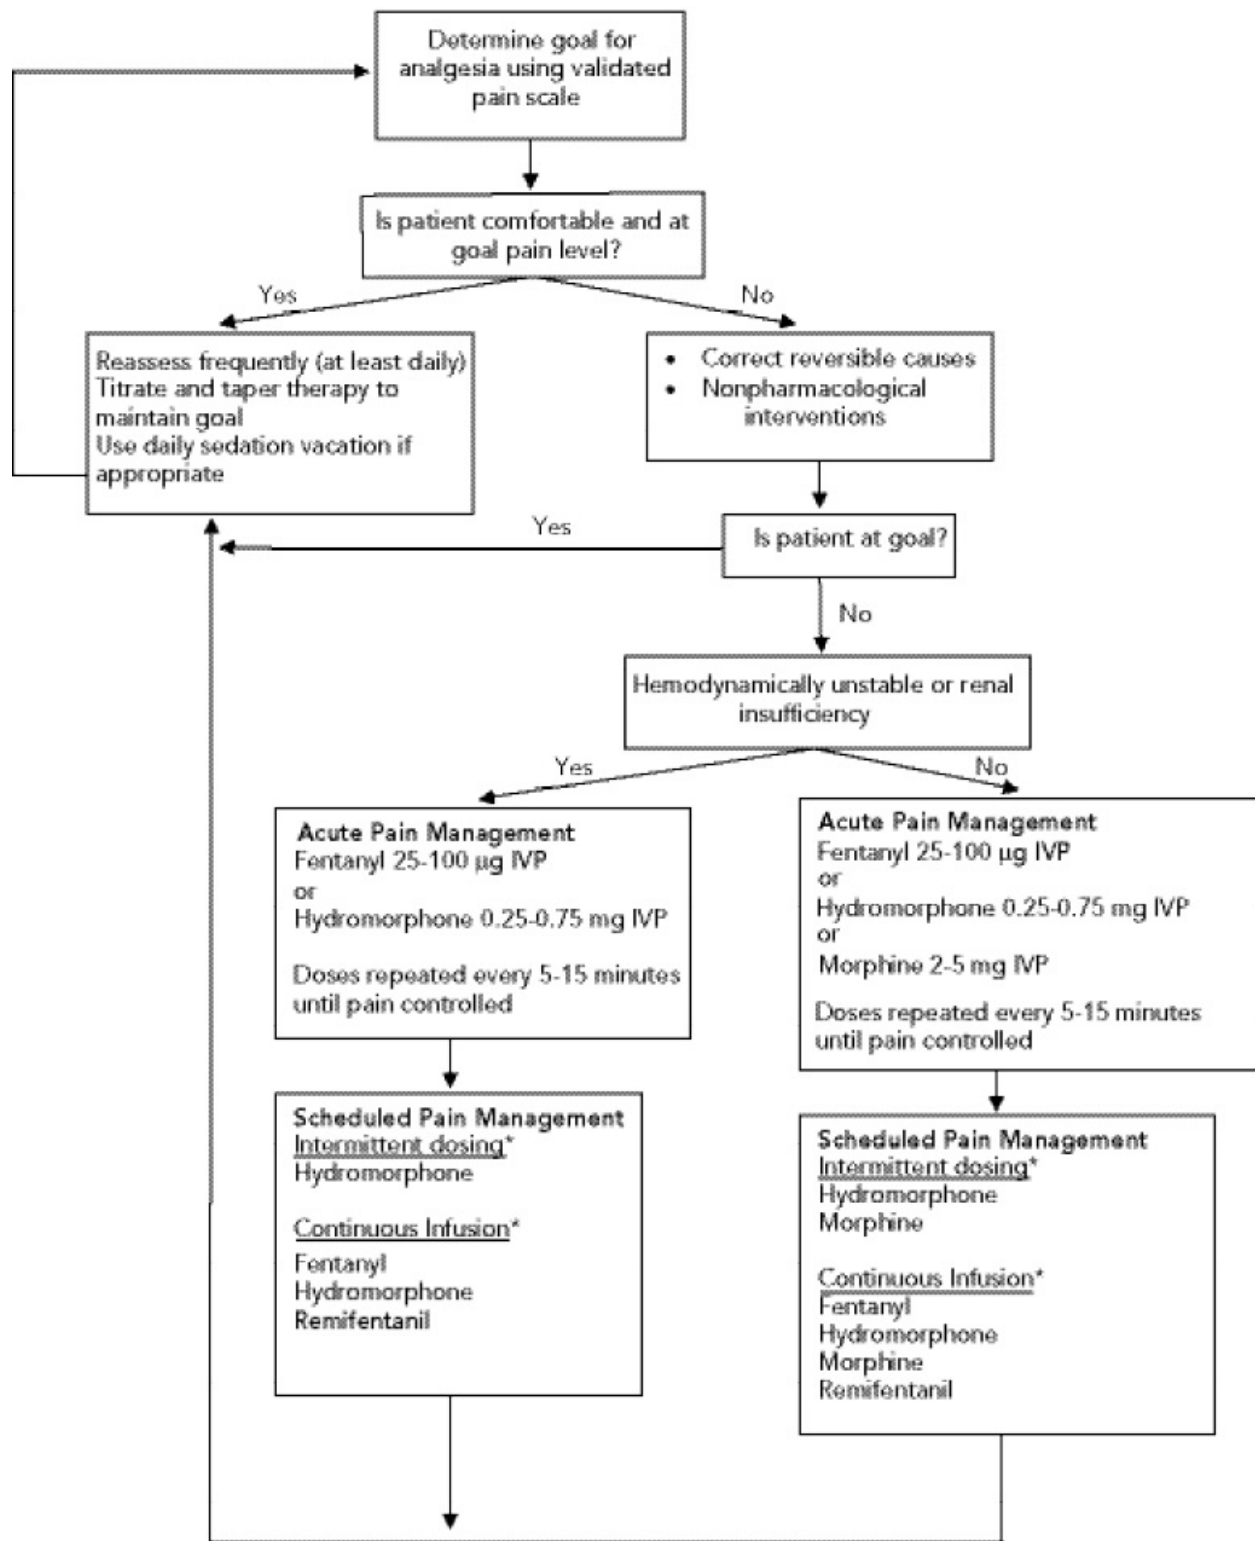 Determine goal for
analgesia using validated
pain scale
Is patient comfortable and at
goal pain level?
Yes
No
Reassess frequently (at least daily)
Titrate and taper therapy to
maintain goal
Use daily sedation vacation if
appropriate
• Correct reversible causes
• Nonpharmacological
interventions
Yes
Is patient at goal?
No
Hemodynamically unstable or renal
insufficiency
Yes
No
Acute Pain Management
Fentanyl 25-100 µg IVP
or
Hydromorphone 0.25-0.75 mg IVP
Doses repeated every 5-15 minutes
until pain controlled
Acute Pain Management
Fentanyl 25-100 µg IVP
or
Hydromorphone 0.25-0.75 mg IVP
or
Morphine 2-5 mg IVP
Doses repeated every 5-15 minutes
until pain controlled
Scheduled Pain Management
Intermittent dosing*
Hydromorphone
Continuous Infusion*
Fentanyl
Hydromorphone
Remifentanil
Scheduled Pain Management
Intermittent dosing*
Hydromorphone
Morphine
Continuous Infusion*
Fentanyl
Hydromorphone
Morphine
Remifentanil